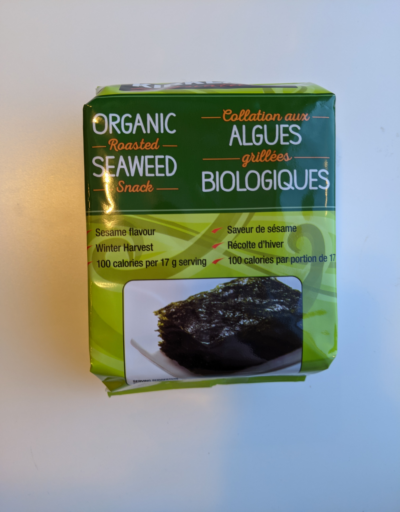 ORGANIC
Roasted
SEAWEED
Snack
Collation aux
ALGUES
grillées
BIOLOGIQUES
Sesame flavour
Winter Harvest
100 calories per 17 g serving
Saveur de sésame
Récolte d'hiver
100 calories par portion de 17